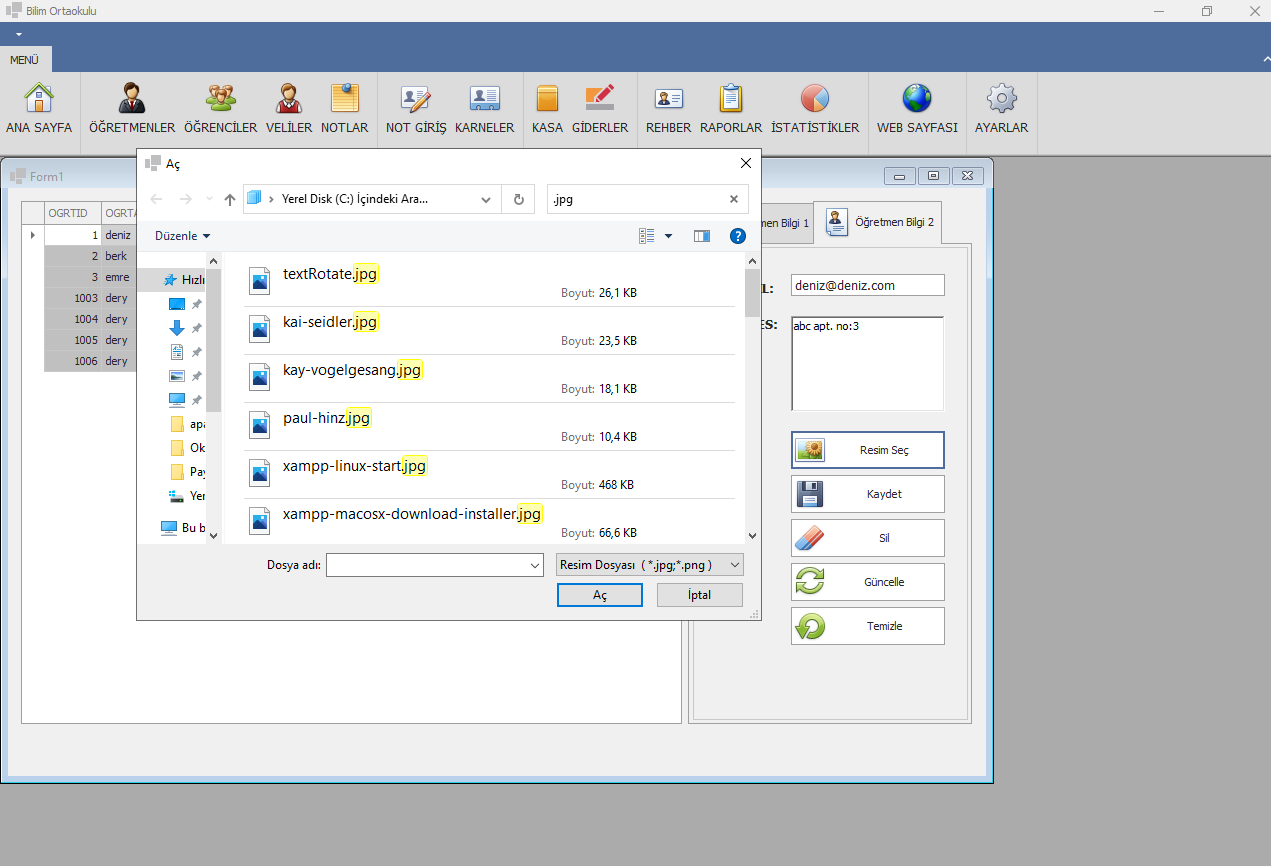 Bilim Ortaokulu
MENÜ
ANA SAYFA
ÖĞRETMENLER
ÖĞRENCİLER
VELİLER
NOTLAR
NOT GİRİŞ
KARNELER
KASA
GİDERLER
REHBER
RAPORLAR
İSTATİSTİKLER
WEB SAYFASI
AYARLAR
Form1
OGRTID OGRTA
1 deniz
2 berk
3 emre
1003 dery
1004 dery
1005 dery
1006 dery
Aç
Yerel Disk (C:) İçindeki Ara...
.jpg
Düzenle
?
Hızlı
apa
Ok
Pay
Yer
Bu b
textRotate.jpg
Boyut: 26,1 KB
kai-seidler.jpg
Boyut: 23,5 KB
kay-vogelgesang.jpg
Boyut: 18,1 KB
paul-hinz.jpg
Boyut: 10,4 KB
xampp-linux-start.jpg
Boyut: 468 KB
xampp-macosx-download-installer.jpg
Boyut: 66,6 KB
Dosya adı:
Resim Dosyası ( *.jpg;*.png )
Aç
İptal
men Bilgi 1
Öğretmen Bilgi 2
L:
deniz@deniz.com
ES:
abc apt. no:3
Resim Seç
Kaydet
Sil
Güncelle
Temizle